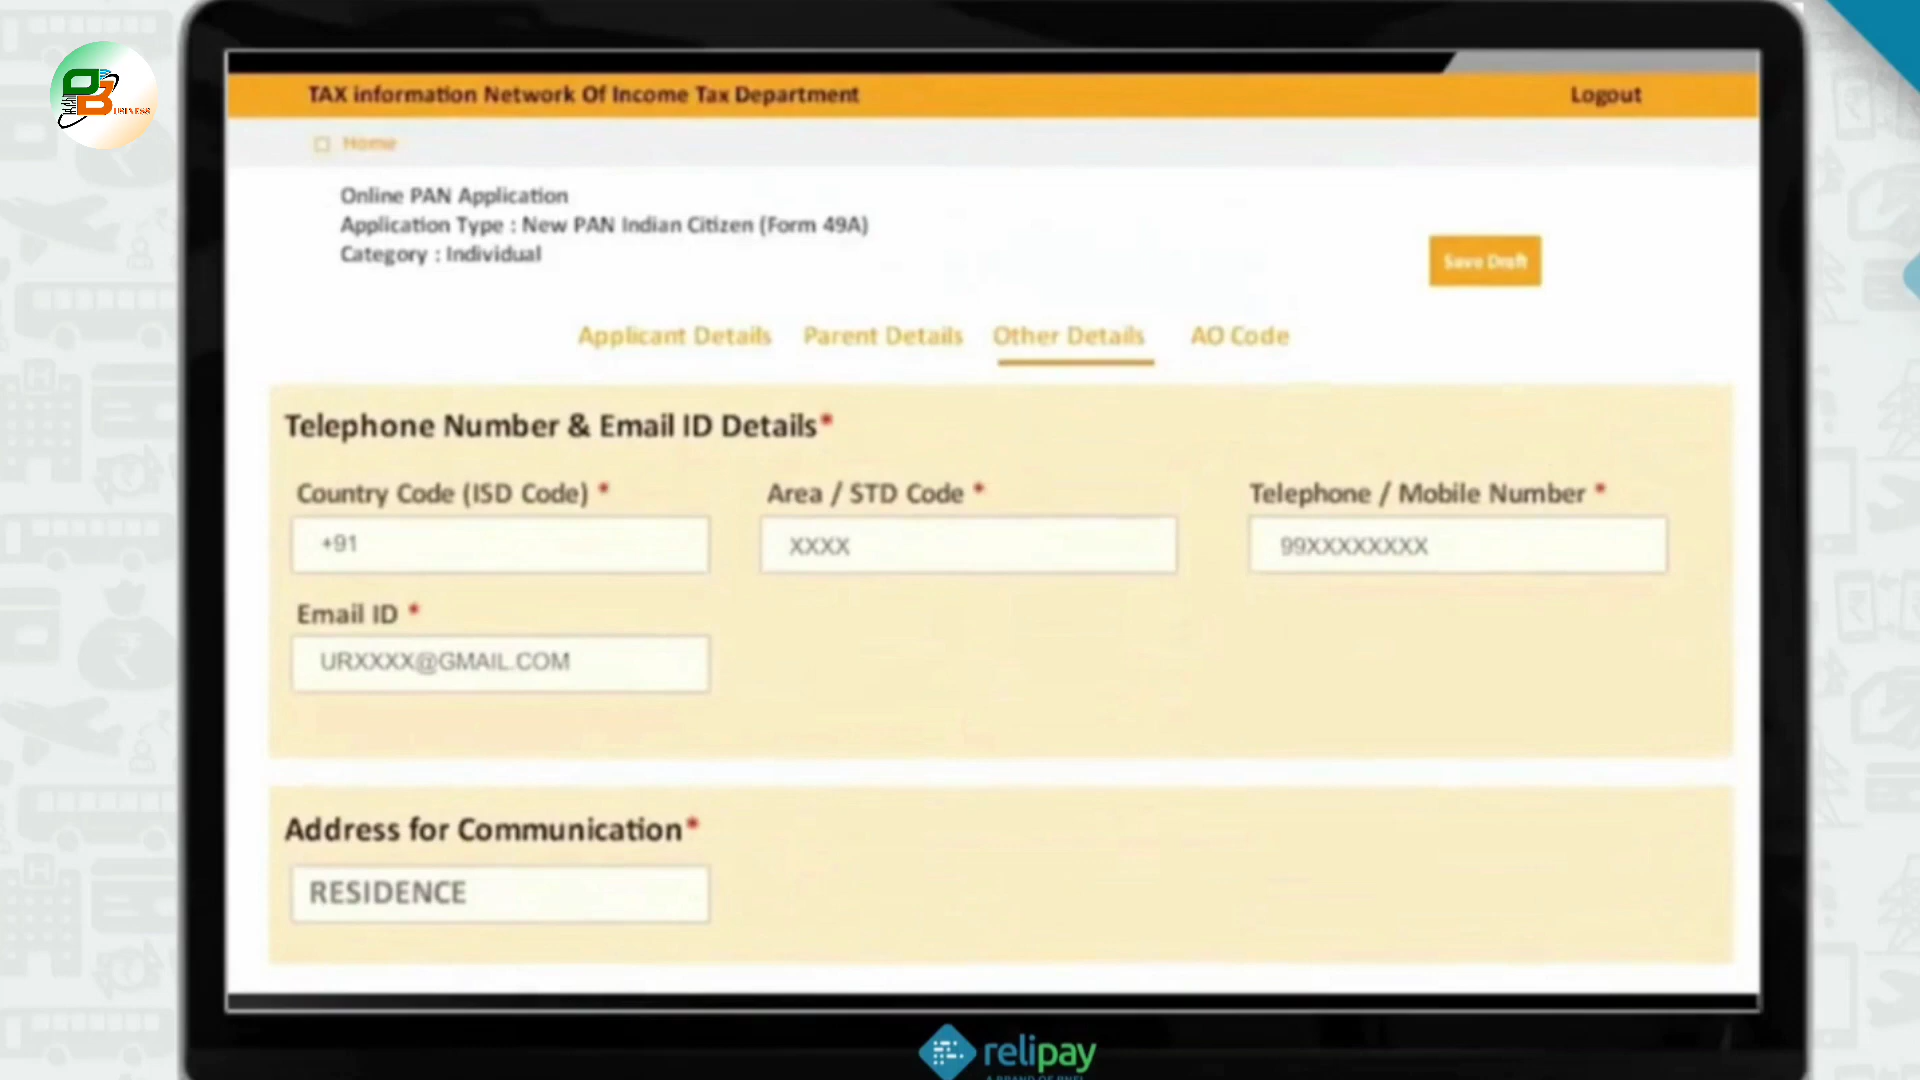 PB
BUSINESS
TAX information Network Of Income Tax Department
Logout
Home
Online PAN Application
Application Type : New PAN Indian Citizen (Form 49A)
Category : Individual
Save Draft
Applicant Details
Parent Details
Other Details
AO Code
Telephone Number & Email ID Details*
Country Code (ISD Code) *
Area / STD Code *
Telephone / Mobile Number *
+91
XXXX
99XXXXXXXX
Email ID *
URXXXX@GMAIL.COM
Address for Communication*
RESIDENCE
relipay